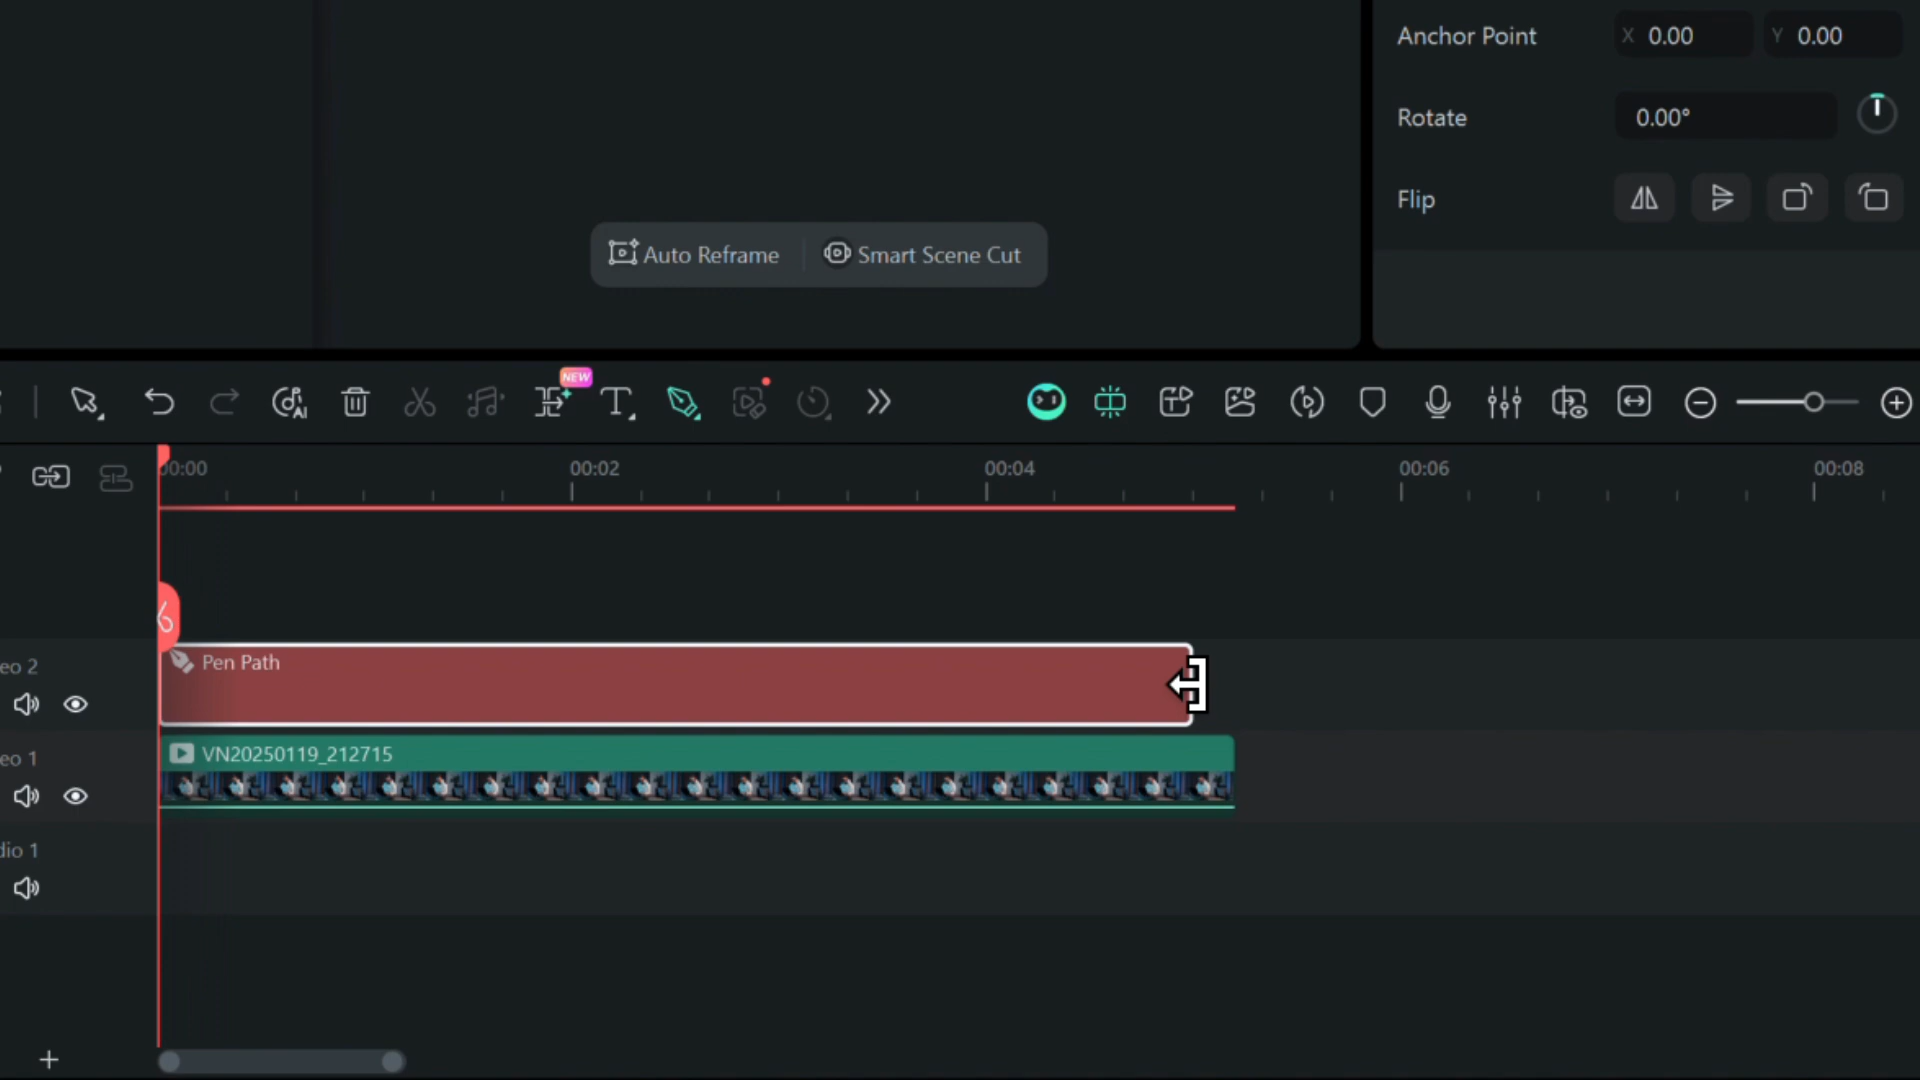 Anchor Point X 0.00 Y 0.00
Rotate 0.00°
Flip
Auto Reframe Smart Scene Cut
NEW
AI
T
00:00 00:02 00:04 00:06 00:08
eo 2
Pen Path
eo 1
VN20250119_212715
dio 1